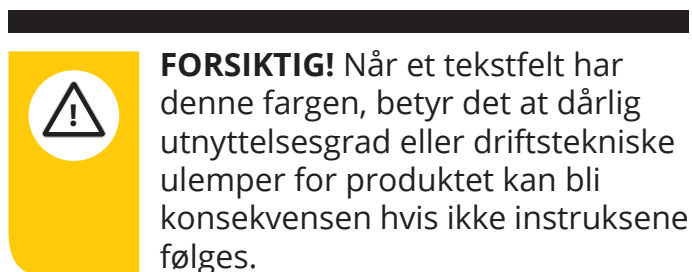 FORSIKTIG! Når et tekstfelt har
denne fargen, betyr det at dårlig
utnyttelsesgrad eller driftstekniske
ulemper for produktet kan bli
konsekvensen hvis ikke instruksene
følges.